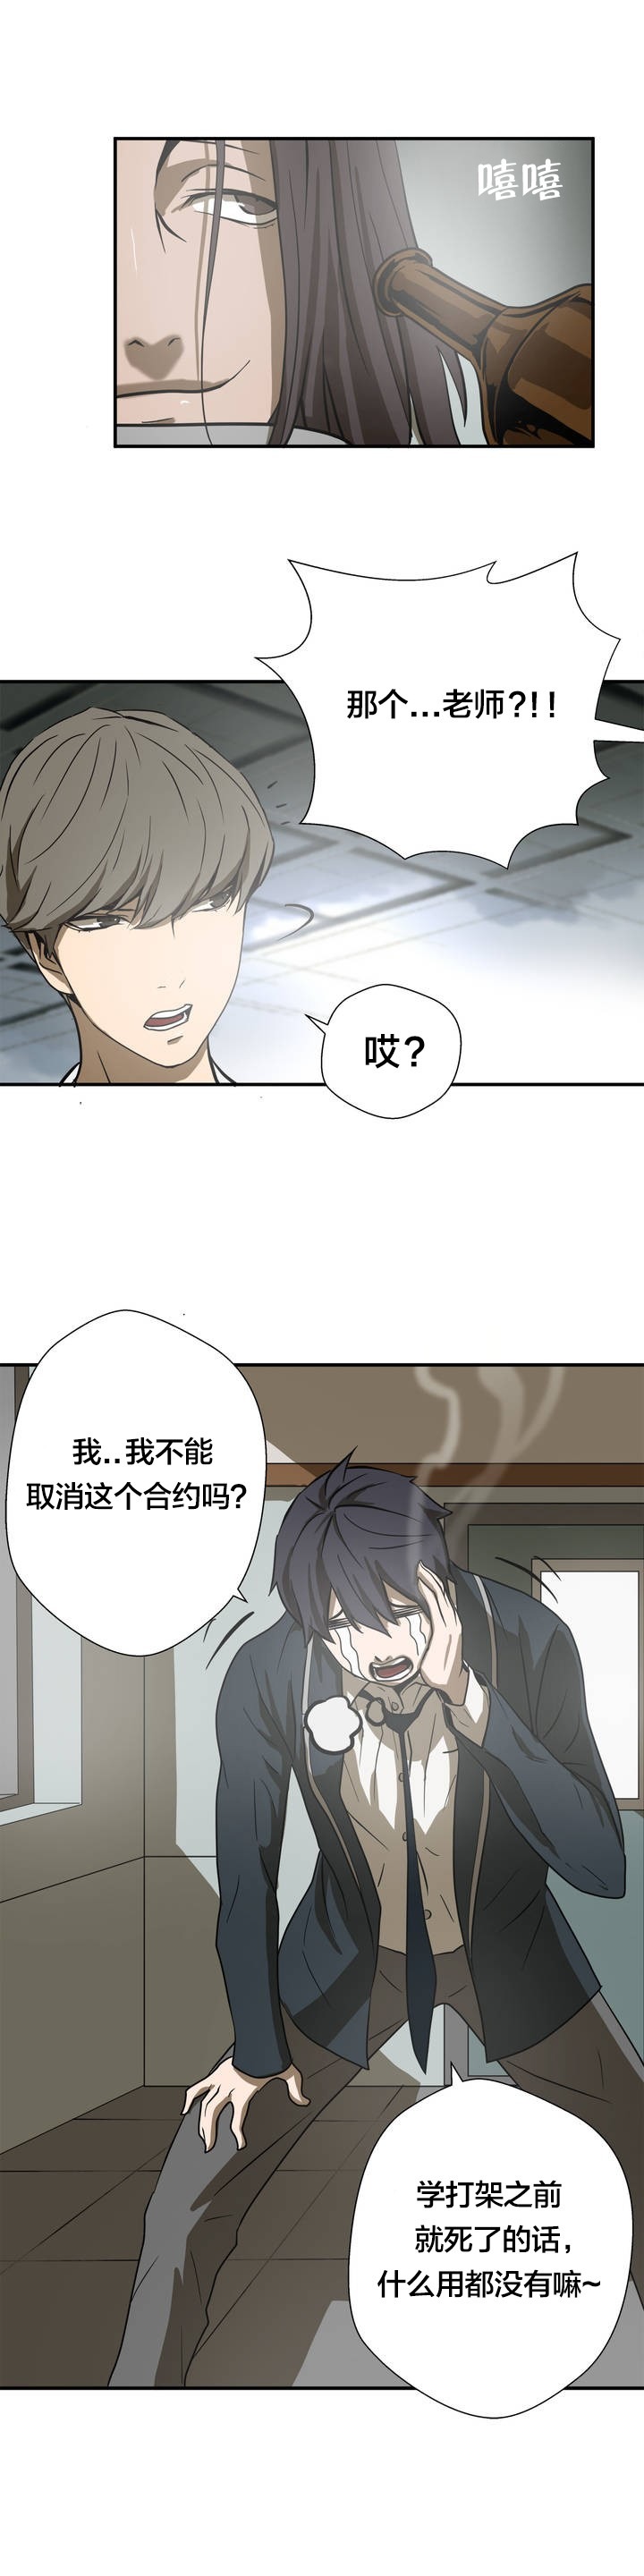 嘻嘻
那个...老师?!!
哎?
我..我不能
取消这个合约吗?
学打架之前
就死了的话,
什么用都没有嘛~